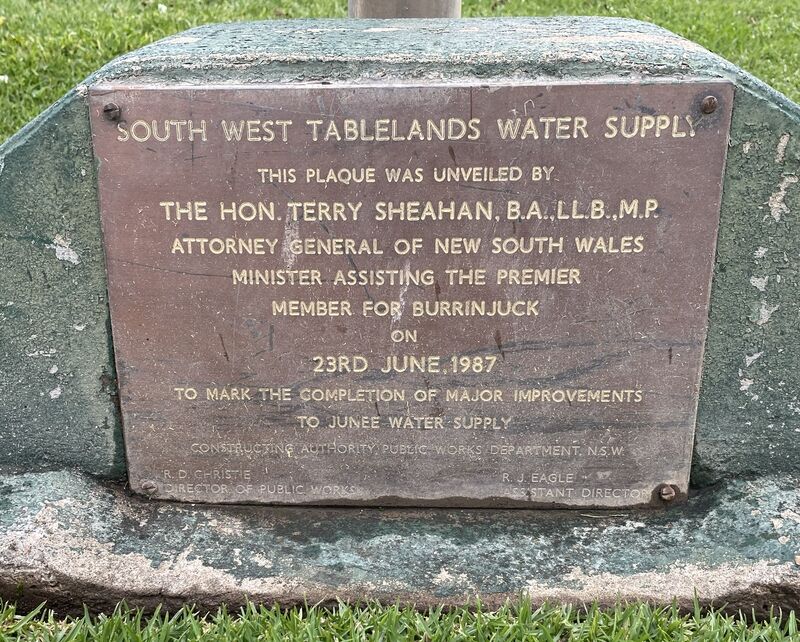 SOUTH WEST TABLELANDS WATER SUPPLY
THIS PLAQUE WAS UNVEILED BY
THE HON. TERRY SHEAHAN, B.A., LL.B., M.P.
ATTORNEY GENERAL OF NEW SOUTH WALES
MINISTER ASSISTING THE PREMIER
MEMBER FOR BURRINJUCK
ON
23RD JUNE, 1987
TO MARK THE COMPLETION OF MAJOR IMPROVEMENTS
TO JUNEE WATER SUPPLY
CONSTRUCTING AUTHORITY, PUBLIC WORKS DEPARTMENT, N.S.W.
R. D. CHRISTIE R. J. EAGLE
DIRECTOR OF PUBLIC WORKS ASSISTANT DIRECTOR